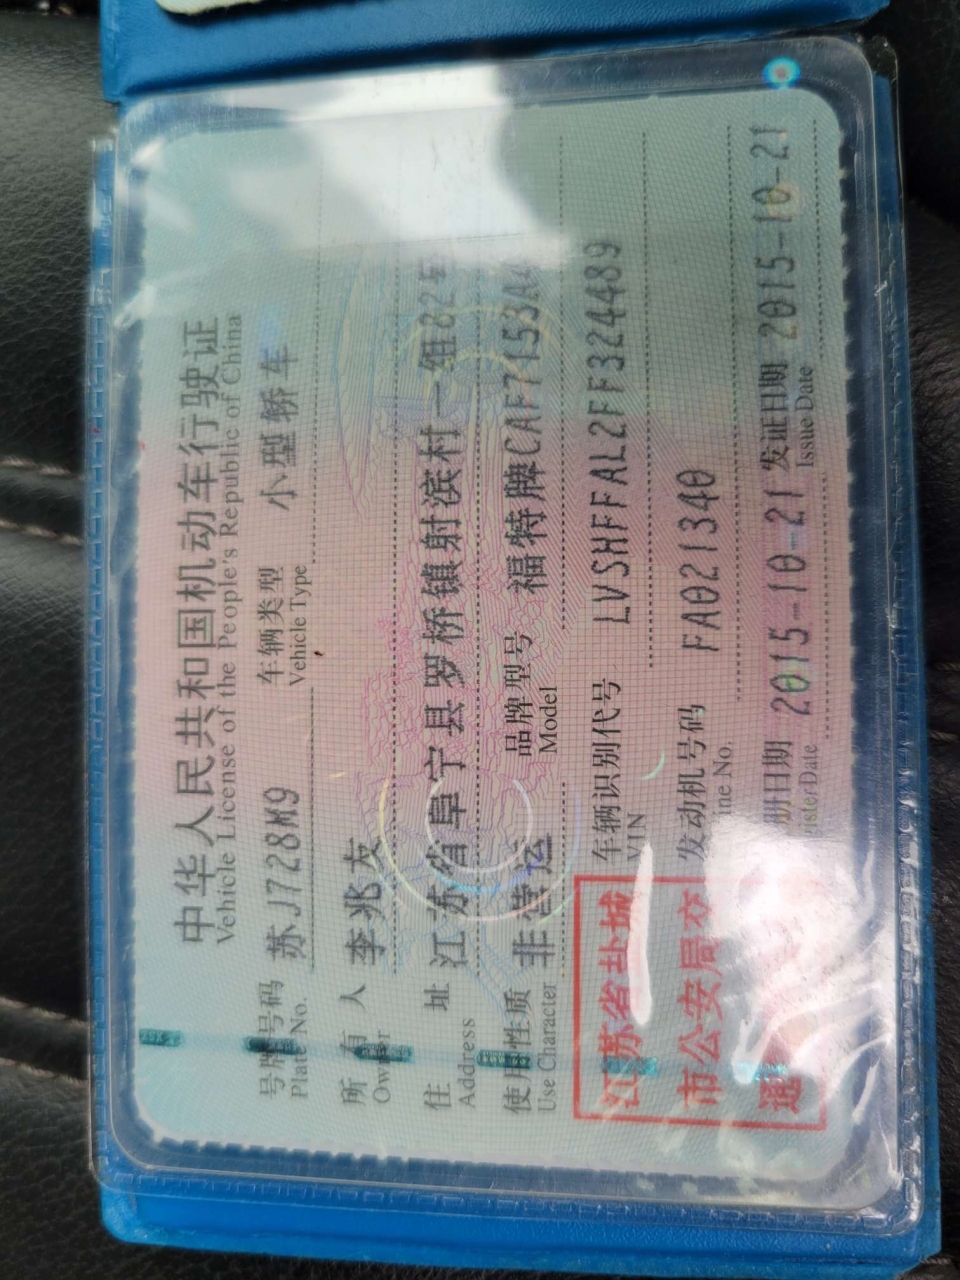 中华人民共和国机动车行驶证
Vehicle License of the People's Republic of China
号牌号码 苏J728M9 车辆类型 小型轿车
Plate No. Vehicle Type
所有人 李兆友
Owner
住址 江苏省阜宁县罗桥镇射滨村一组82号
Address
使用性质 非营运 品牌型号 福特牌CAF7153A4
Use Character Model
江苏省盐城
市公安局交
通
车辆识别代号 LVSHFFAL2FF324489
VIN
发动机号码 FA021340
ine No.
册日期 2015-10-21 发证日期 2015-10-21
ister Date Issue Date